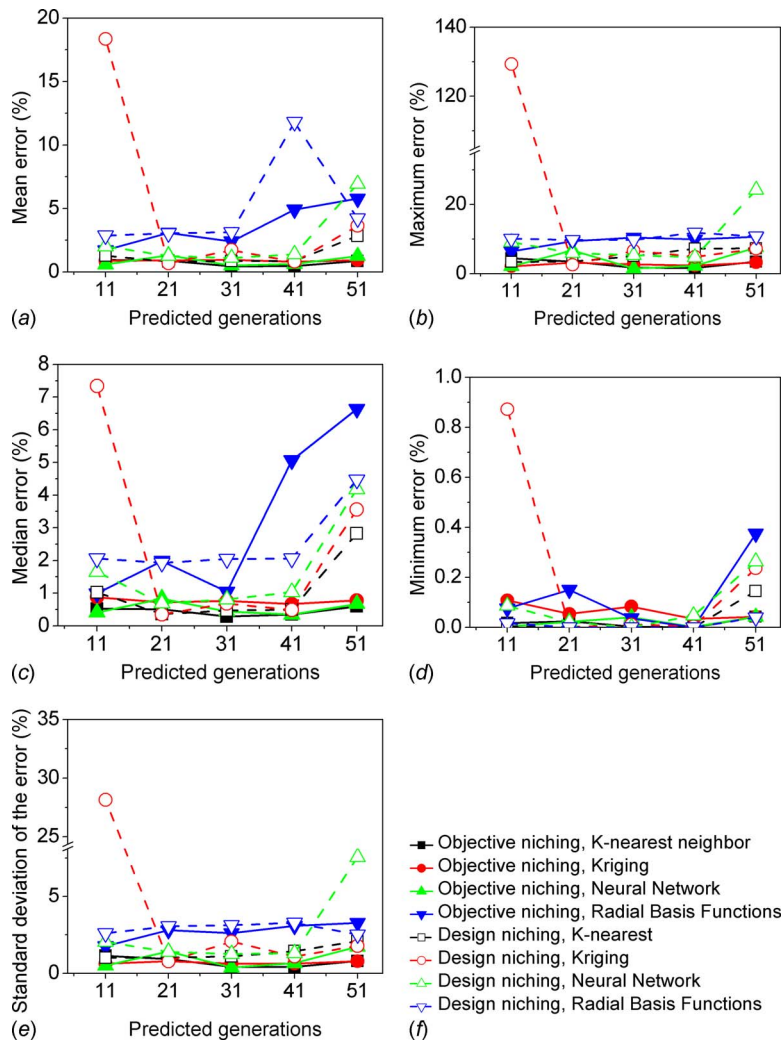 Mean error (%)
20
15
10
5
0
11 21 31 41 51
(a) Predicted generations
Maximum error (%)
140
120
20
10
0
11 21 31 41 51
(b) Predicted generations
Median error (%)
8
7
6
5
4
3
2
1
0
11 21 31 41 51
(c) Predicted generations
Minimum error (%)
1.0
0.8
0.6
0.4
0.2
0.0
11 21 31 41 51
(d) Predicted generations
Standard deviation of the error (%)
35
30
25
5
0
11 21 31 41 51
(e) Predicted generations
Objective niching, K-nearest neighbor
Objective niching, Kriging
Objective niching, Neural Network
Objective niching, Radial Basis Functions
Design niching, K-nearest
Design niching, Kriging
Design niching, Neural Network
Design niching, Radial Basis Functions
(f)